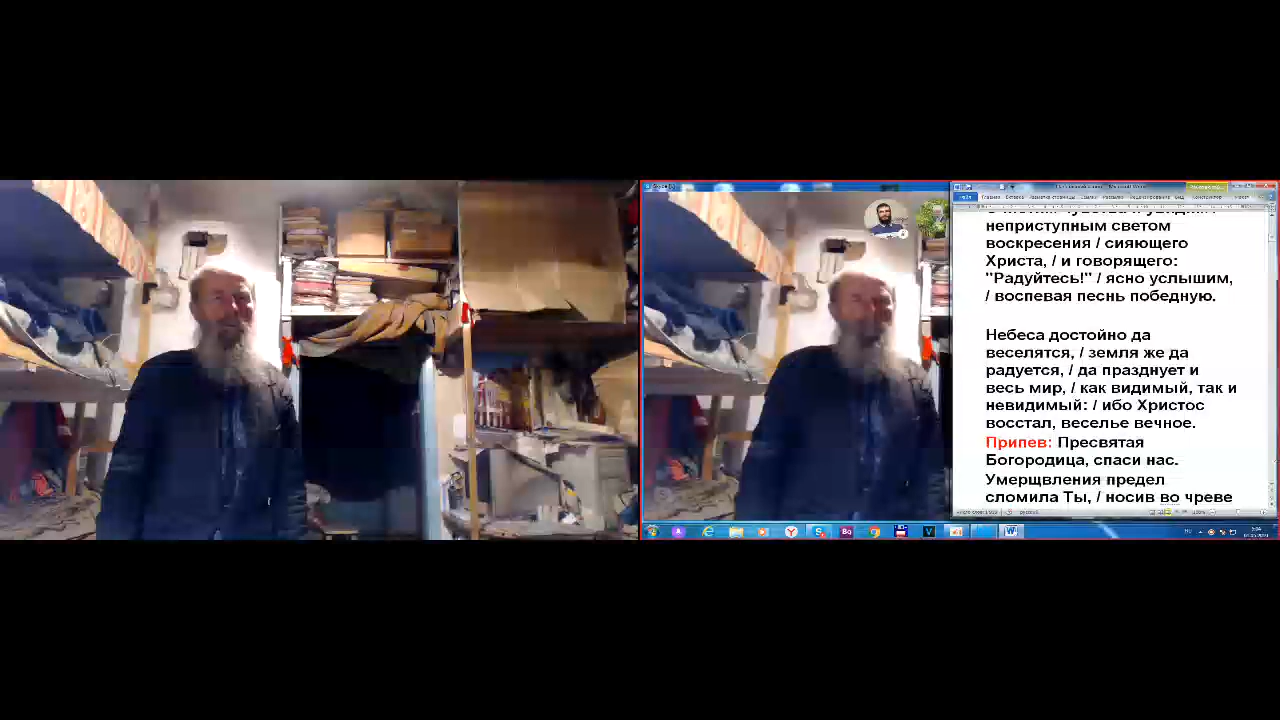 неприступным светом
воскресения / сияющего
Христа, / и говорящего:
"Радуйтесь!" / ясно услышим,
/ воспевая песнь победную.
Небеса достойно да
веселятся, / земля же да
радуется, / да празднует и
весь мир, / как видимый, так и
невидимый: / ибо Христос
восстал, веселье вечное.
Припев: Пресвятая
Богородица, спаси нас.
Умерщвления предел
сломила Ты, / носив во чреве